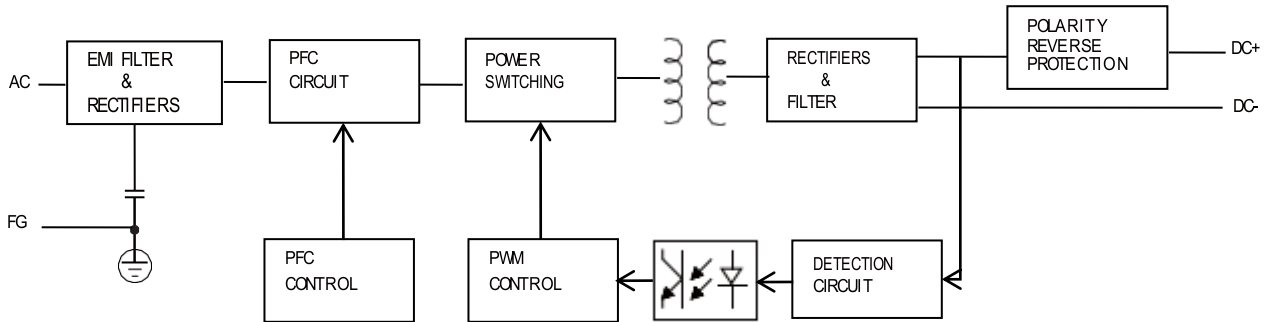 AC
EMI FILTER
&
RECTIFIERS
PFC
CIRCUIT
POWER
SWITCHING
RECTIFIERS
&
FILTER
POLARITY
REVERSE
PROTECTION
DC+
DC-
FG
PFC
CONTROL
PWM
CONTROL
DETECTION
CIRCUIT